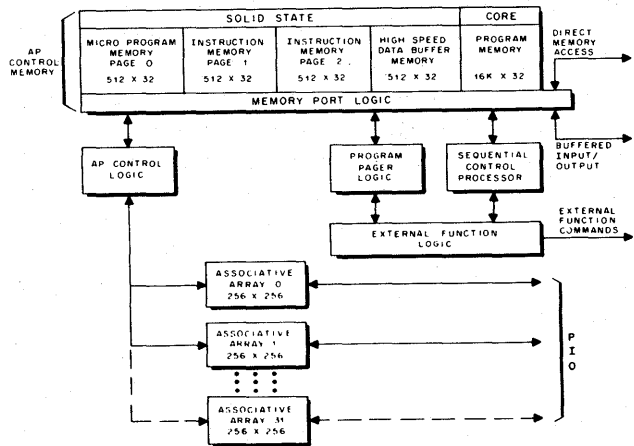 SOLID STATE
CORE
AP
CONTROL
MEMORY
MICRO PROGRAM
MEMORY
PAGE 0
512 X 32
INSTRUCTION
MEMORY
PAGE 1
512 X 32
INSTRUCTION
MEMORY
PAGE 2
512 X 32
HIGH SPEED
DATA BUFFER
MEMORY
512 X 32
PROGRAM
MEMORY
16K X 32
DIRECT
MEMORY
ACCESS
MEMORY PORT LOGIC
BUFFERED
INPUT/
OUTPUT
AP CONTROL
LOGIC
PROGRAM
PAGER
LOGIC
SEQUENTIAL
CONTROL
PROCESSOR
EXTERNAL FUNCTION
LOGIC
EXTERNAL
FUNCTION
COMMANDS
ASSOCIATIVE
ARRAY 0
256 X 256
ASSOCIATIVE
ARRAY 1
256 X 256
ASSOCIATIVE
ARRAY 31
256 X 256
PIO